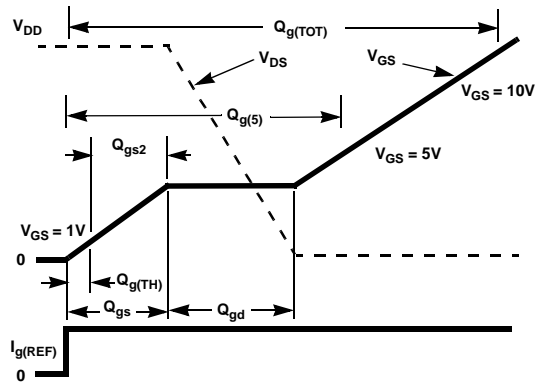 V_DD
Q_g(TOT)
V_DS
V_GS
V_GS = 10V
Q_g(5)
Q_gs2
V_GS = 5V
V_GS = 1V
0
Q_g(TH)
Q_gs
Q_gd
I_g(REF)
0